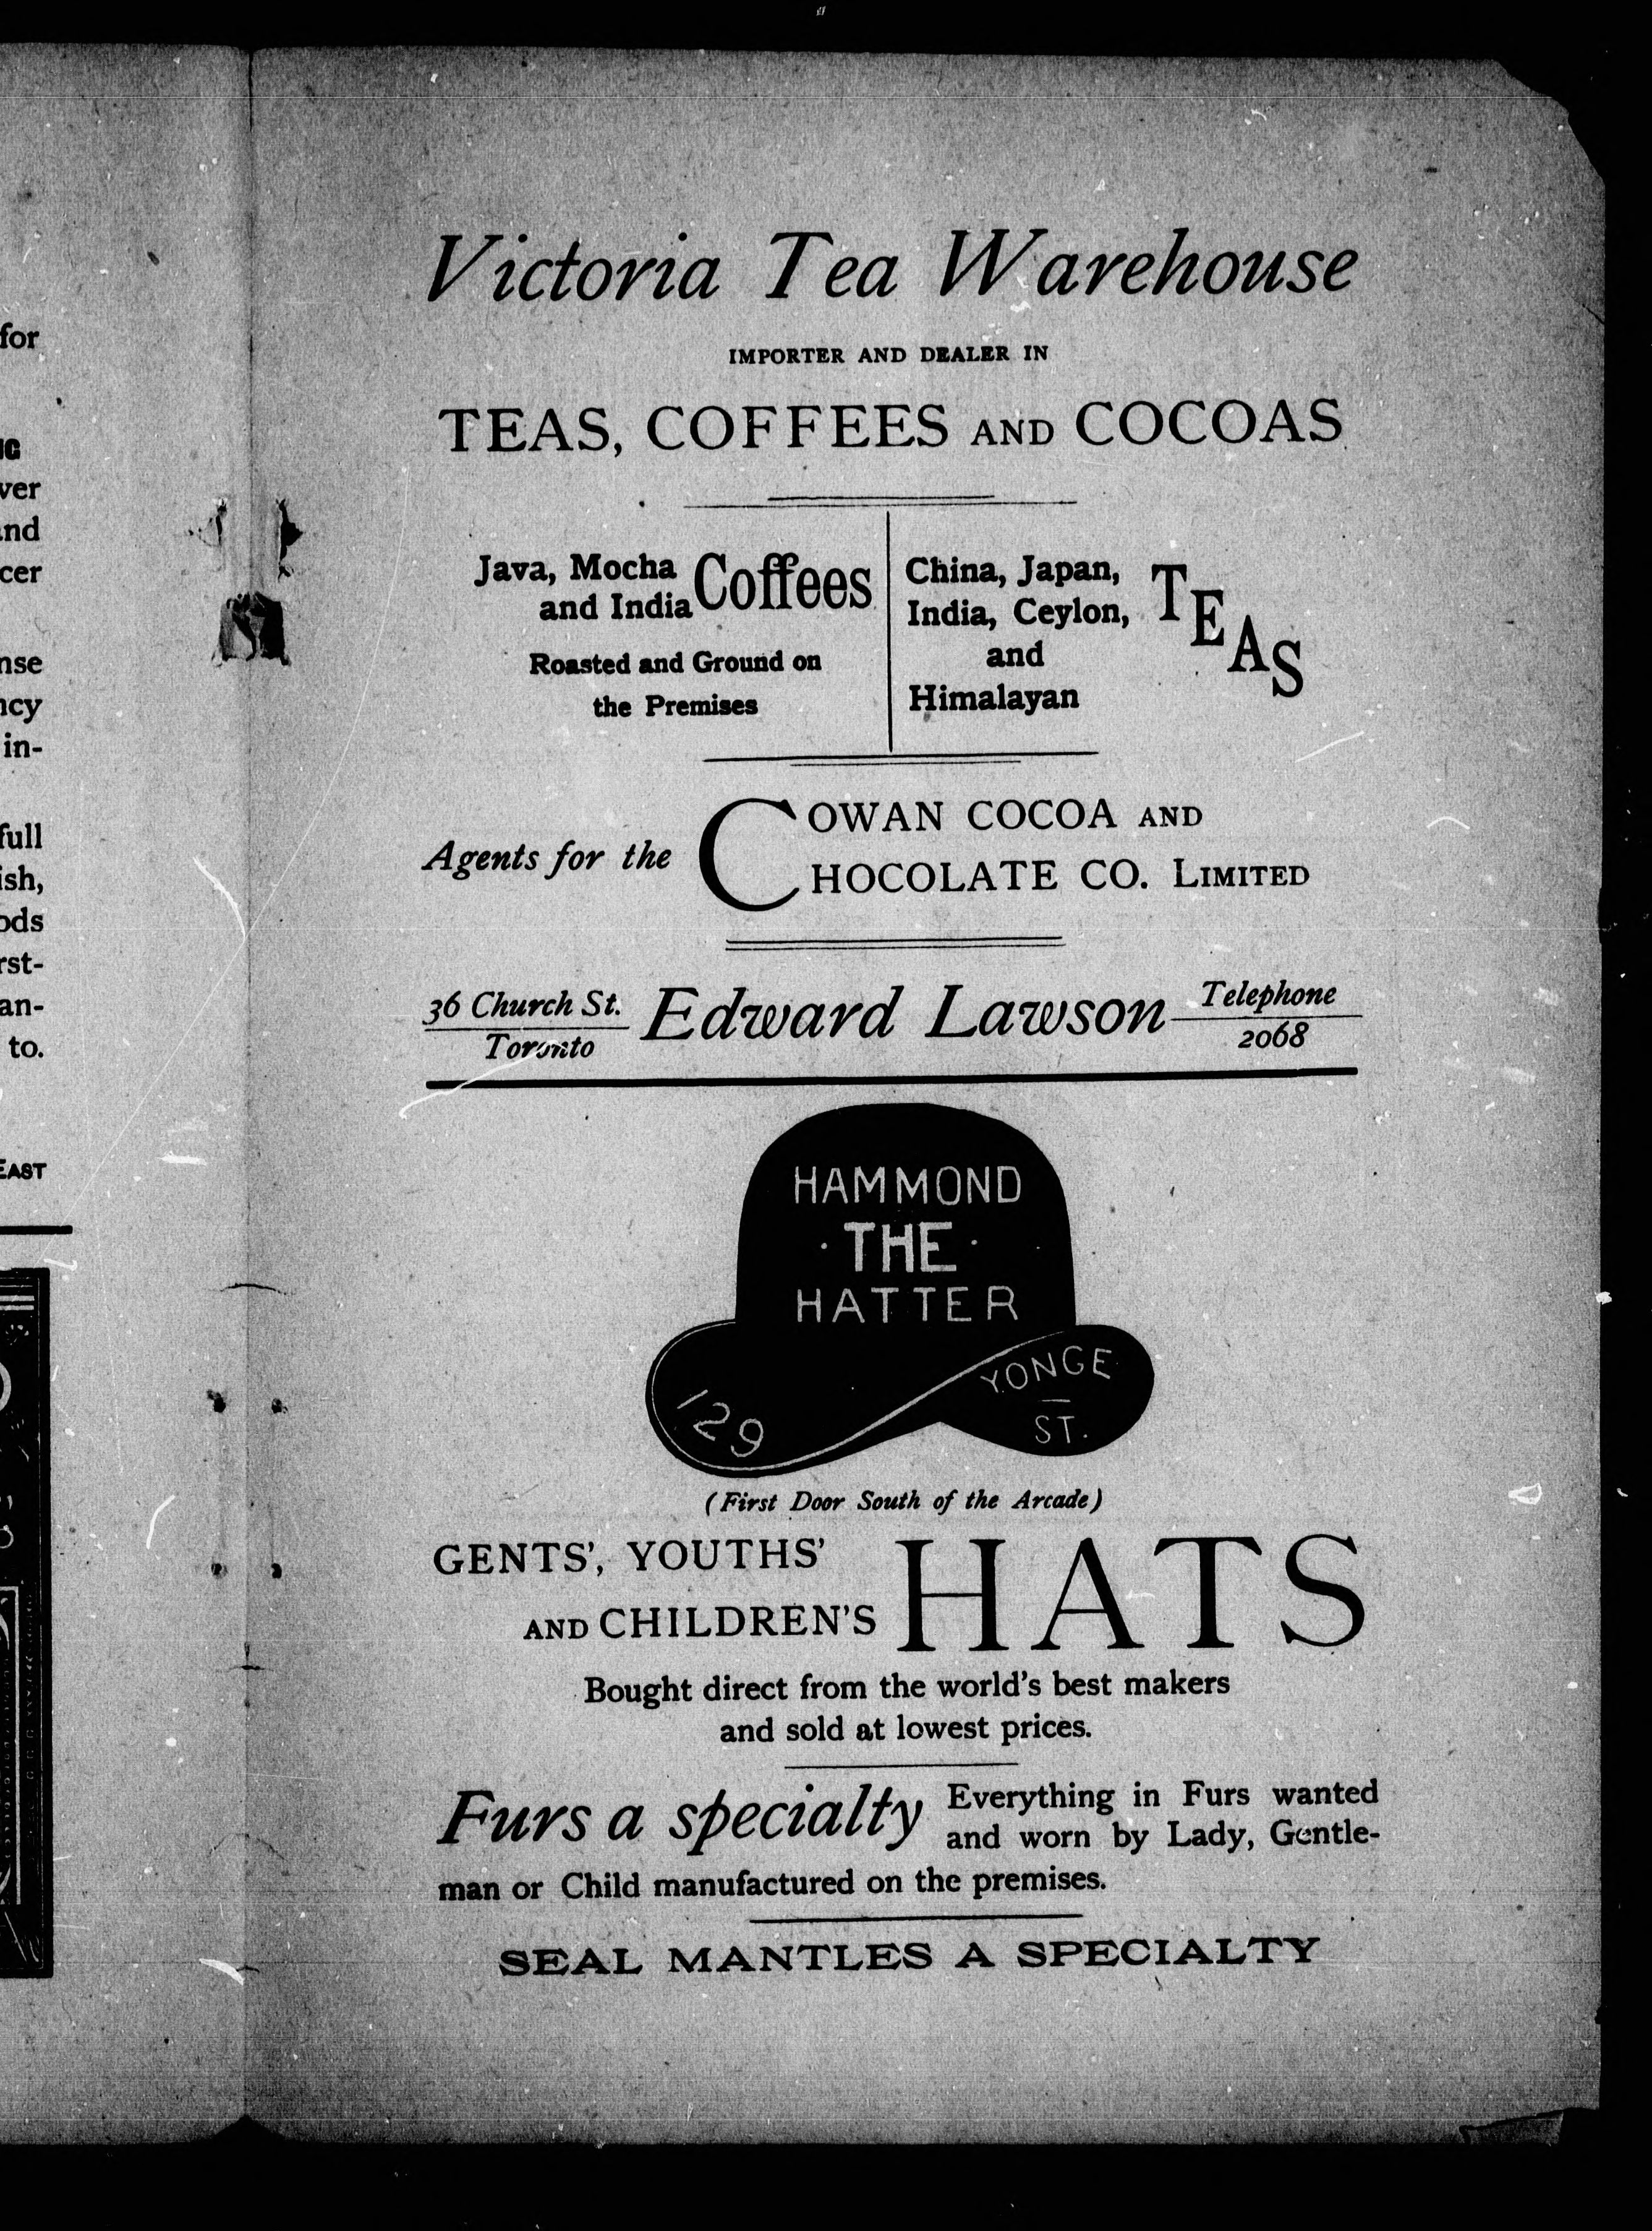 Victoria Tea Warehouse
IMPORTER AND DEALER IN
TEAS, COFFEES AND COCOAS
Java, Mocha
and India Coffees
Roasted and Ground on
the Premises
China, Japan,
India, Ceylon,
and
Himalayan
TEAS
Agents for the
COWAN COCOA AND
CHOCOLATE CO. LIMITED
36 Church St.
Toronto
Edward Lawson
Telephone
2068
HAMMOND
· THE ·
HATTER
129
YONGE
ST.
(First Door South of the Arcade)
GENTS', YOUTHS'
AND CHILDREN'S
HATS
Bought direct from the world's best makers
and sold at lowest prices.
Furs a specialty
Everything in Furs wanted
and worn by Lady, Gentle-
man or Child manufactured on the premises.
SEAL MANTLES A SPECIALTY
for
ver
nd
cer
nse
ncy
in-
full
ish,
ods
rst-
an-
to.
EAST